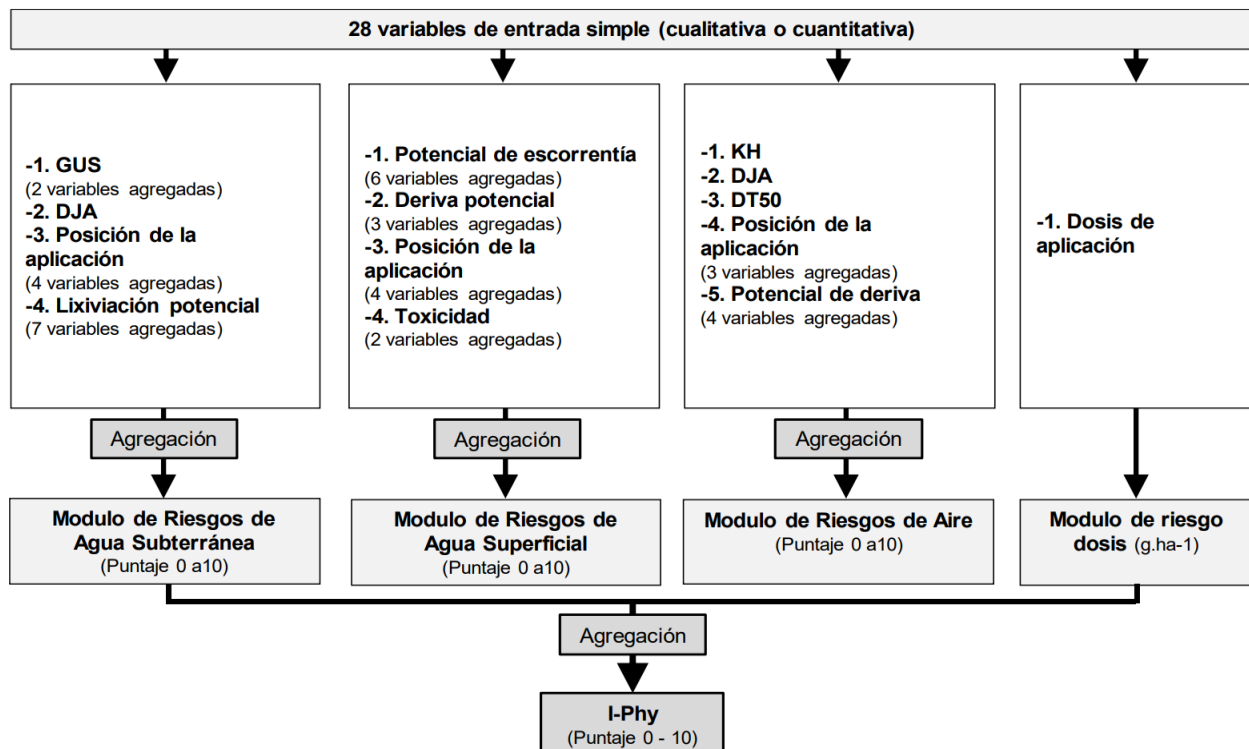 28 variables de entrada simple (cualitativa o cuantitativa)
-1. GUS
(2 variables agregadas)
-2. DJA
-3. Posición de la
aplicación
(4 variables agregadas)
-4. Lixiviación potencial
(7 variables agregadas)
-1. Potencial de escorrentía
(6 variables agregadas)
-2. Deriva potencial
(3 variables agregadas)
-3. Posición de la
aplicación
(4 variables agregadas)
-4. Toxicidad
(2 variables agregadas)
-1. KH
-2. DJA
-3. DT50
-4. Posición de la
aplicación
(3 variables agregadas)
-5. Potencial de deriva
(4 variables agregadas)
-1. Dosis de
aplicación
Agregación
Agregación
Agregación
Modulo de Riesgos de
Agua Subterránea
(Puntaje 0 a10)
Modulo de Riesgos de
Agua Superficial
(Puntaje 0 a10)
Modulo de Riesgos de Aire
(Puntaje 0 a10)
Modulo de riesgo
dosis (g.ha-1)
Agregación
I-Phy
(Puntaje 0 - 10)